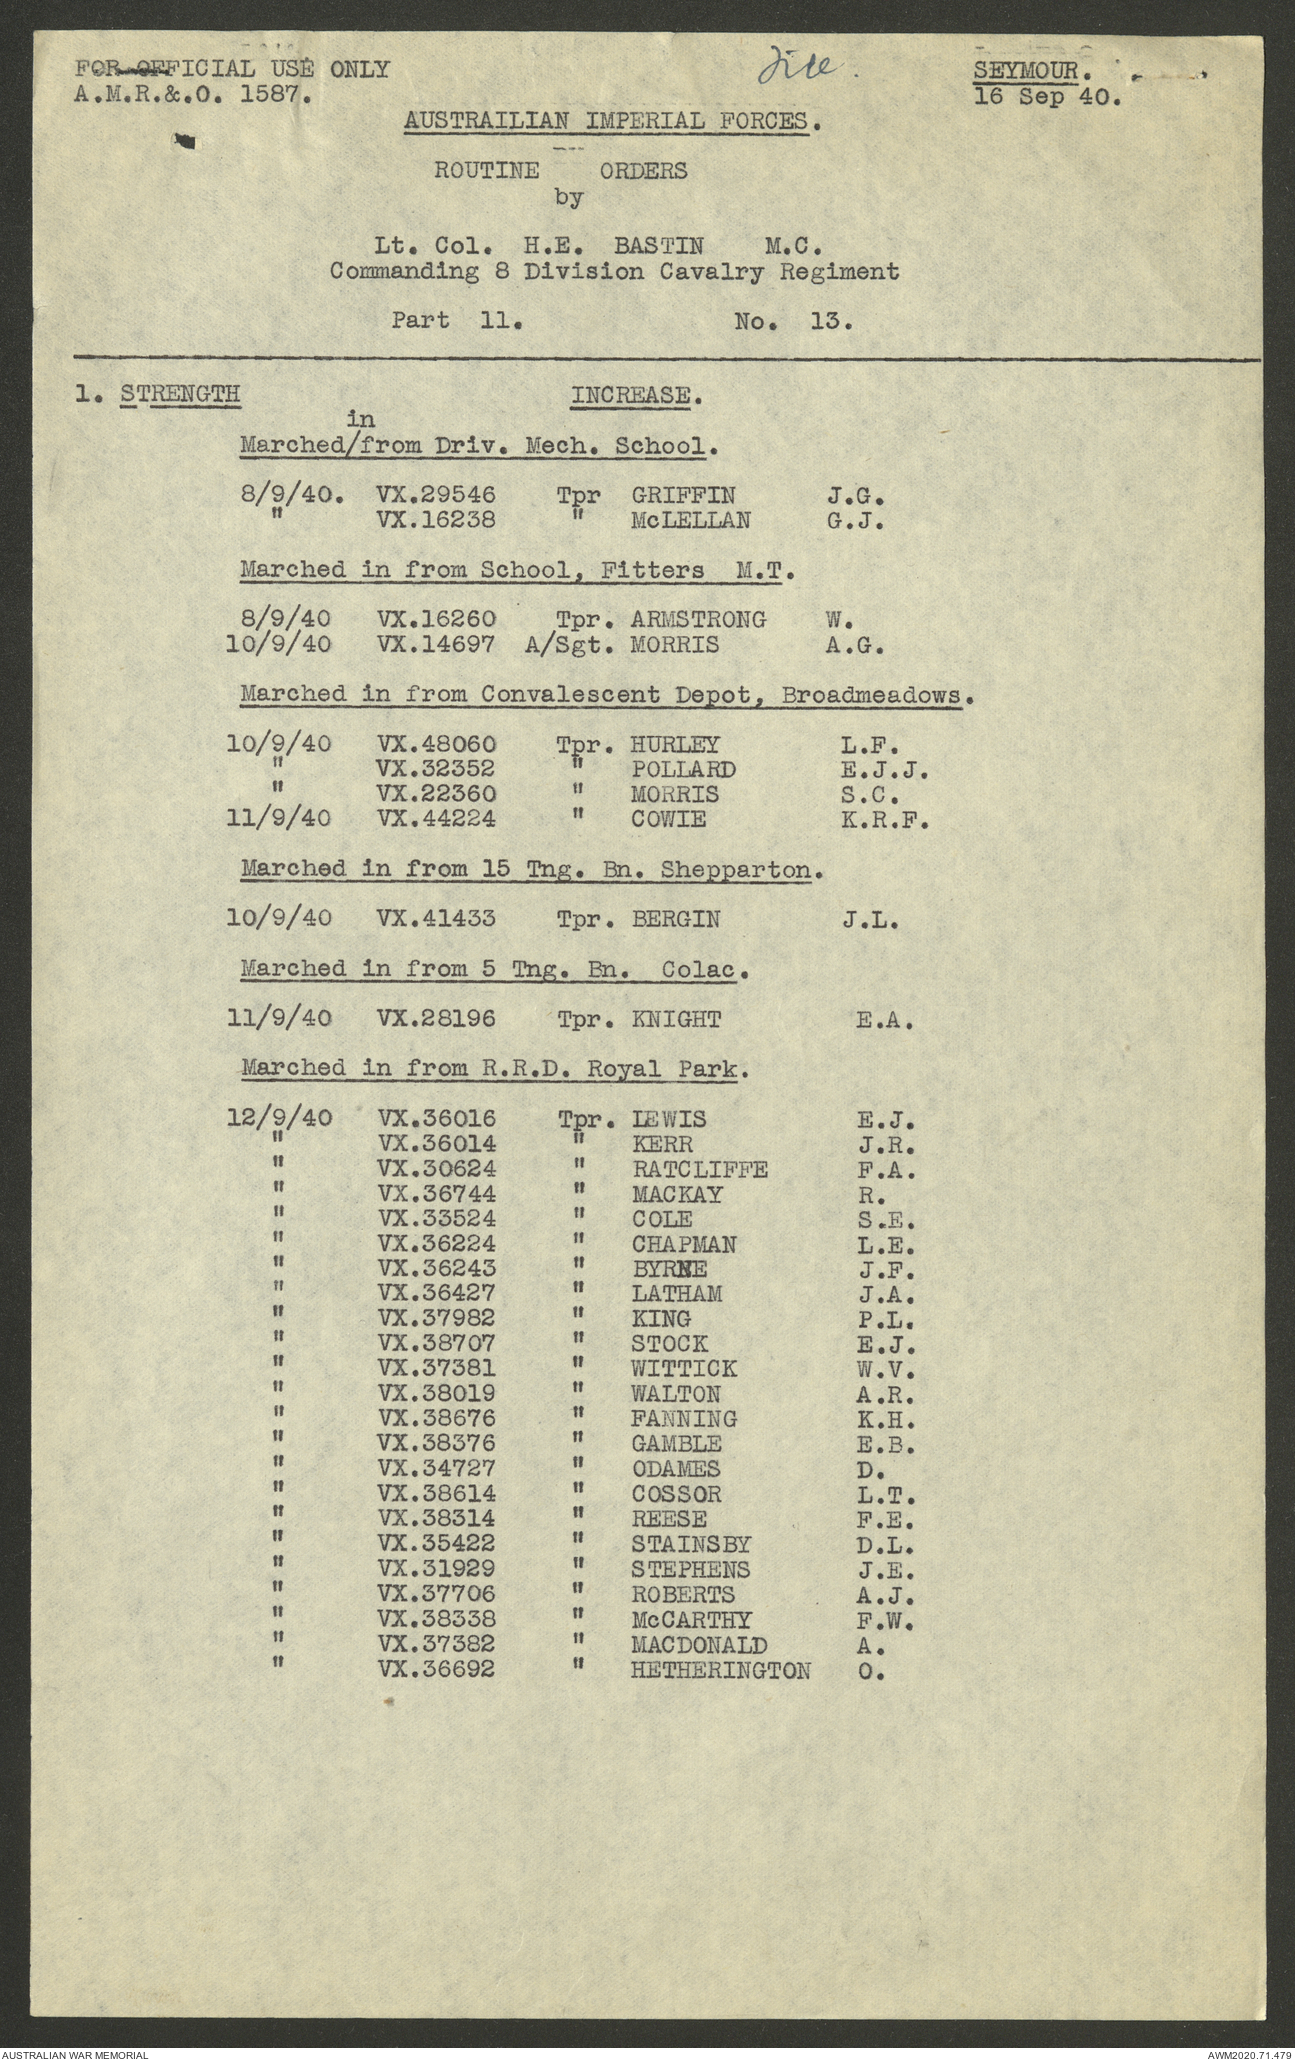 FOR OFFICIAL USE ONLY
A.M.R.&.O. 1587.
File.
SEYMOUR.
16 Sep 40.
AUSTRAILIAN IMPERIAL FORCES.
ROUTINE ORDERS
by
Lt. Col. H.E. BASTIN M.C.
Commanding 8 Division Cavalry Regiment
Part 11. No. 13.
1. STRENGTH INCREASE.
in
Marched/from Driv. Mech. School.
8/9/40. VX.29546 Tpr GRIFFIN J.G.
" VX.16238 " McLELLAN G.J.
Marched in from School, Fitters M.T.
8/9/40 VX.16260 Tpr. ARMSTRONG W.
10/9/40 VX.14697 A/Sgt. MORRIS A.G.
Marched in from Convalescent Depot, Broadmeadows.
10/9/40 VX.48060 Tpr. HURLEY L.F.
" VX.32352 " POLLARD E.J.J.
" VX.22360 " MORRIS S.C.
11/9/40 VX.44224 " COWIE K.R.F.
Marched in from 15 Tng. Bn. Shepparton.
10/9/40 VX.41433 Tpr. BERGIN J.L.
Marched in from 5 Tng. Bn. Colac.
11/9/40 VX.28196 Tpr. KNIGHT E.A.
Marched in from R.R.D. Royal Park.
12/9/40 VX.36016 Tpr. LEWIS E.J.
" VX.36014 " KERR J.R.
" VX.30624 " RATCLIFFE F.A.
" VX.36744 " MACKAY R.
" VX.33524 " COLE S.E.
" VX.36224 " CHAPMAN L.E.
" VX.36243 " BYRNE J.F.
" VX.36427 " LATHAM J.A.
" VX.37982 " KING P.L.
" VX.38707 " STOCK E.J.
" VX.37381 " WITTICK W.V.
" VX.38019 " WALTON A.R.
" VX.38676 " FANNING K.H.
" VX.38376 " GAMBLE E.B.
" VX.34727 " ODAMES D.
" VX.38614 " COSSOR L.T.
" VX.38314 " REESE F.E.
" VX.35422 " STAINSBY D.L.
" VX.31929 " STEPHENS J.E.
" VX.37706 " ROBERTS A.J.
" VX.38338 " McCARTHY F.W.
" VX.37382 " MACDONALD A.
" VX.36692 " HETHERINGTON O.
AUSTRALIAN WAR MEMORIAL AWM2020.71.479